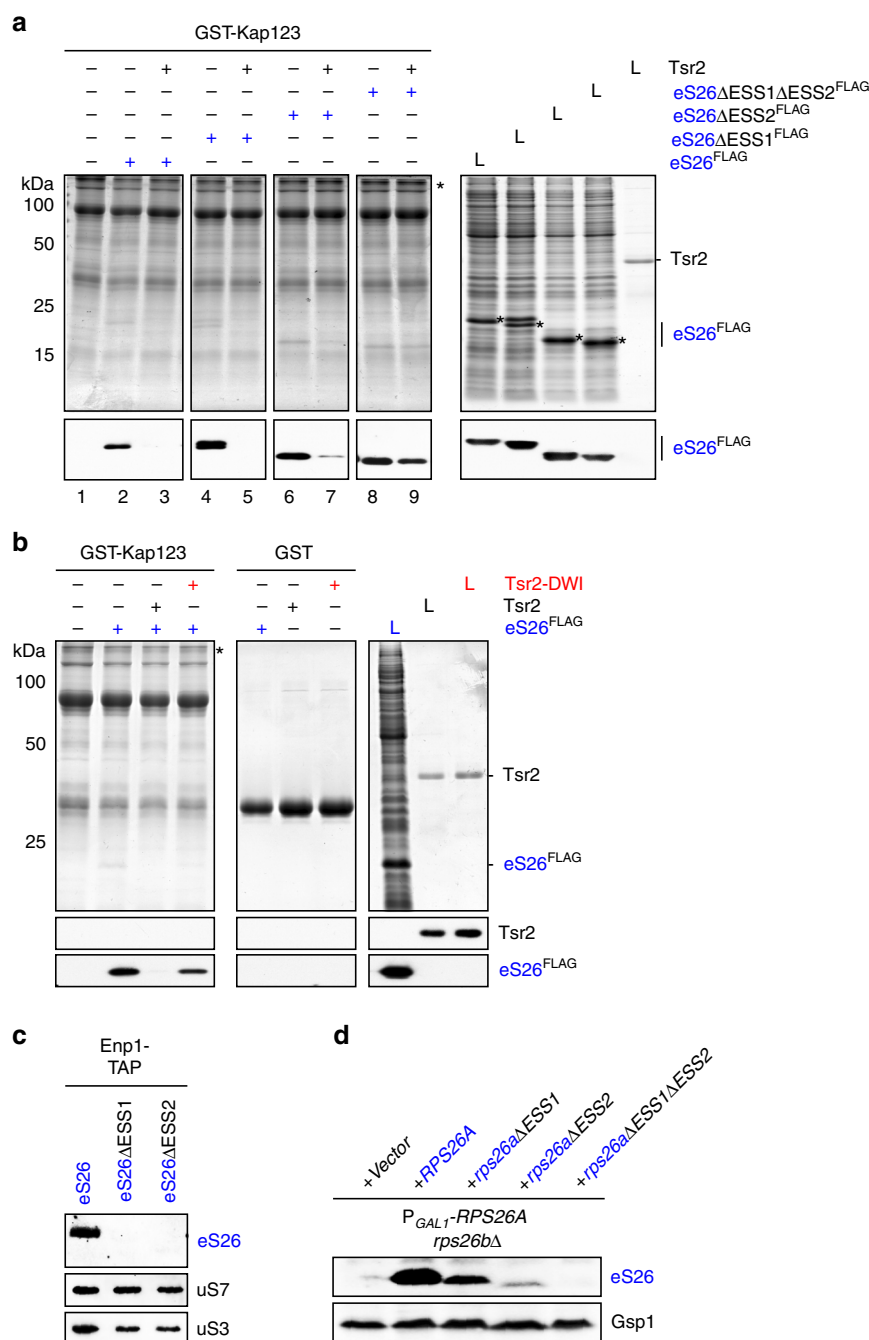 a
GST-Kap123
– – + – + – + – + L Tsr2
– – – – – – – + + L eS26ΔESS1ΔESS2FLAG
– – – – – + + – – L eS26ΔESS2FLAG
– – – + + – – – – L eS26ΔESS1FLAG
– + + – – – – – – L eS26FLAG
kDa
*
100
50
Tsr2
25
* * * *
eS26FLAG
15
eS26FLAG
1 2 3 4 5 6 7 8 9
b
GST-Kap123 GST
– – – + – – + L Tsr2-DWI
– – + – – + – L Tsr2
– + + + + – – L eS26FLAG
kDa
*
100
50
Tsr2
25
eS26FLAG
Tsr2
eS26FLAG
c
Enp1-
TAP
eS26
eS26ΔESS1
eS26ΔESS2
eS26
uS7
uS3
d
+Vector
+RPS26A
+rps26aΔESS1
+rps26aΔESS2
+rps26aΔESS1ΔESS2
PGAL1-RPS26A
rps26bΔ
eS26
Gsp1